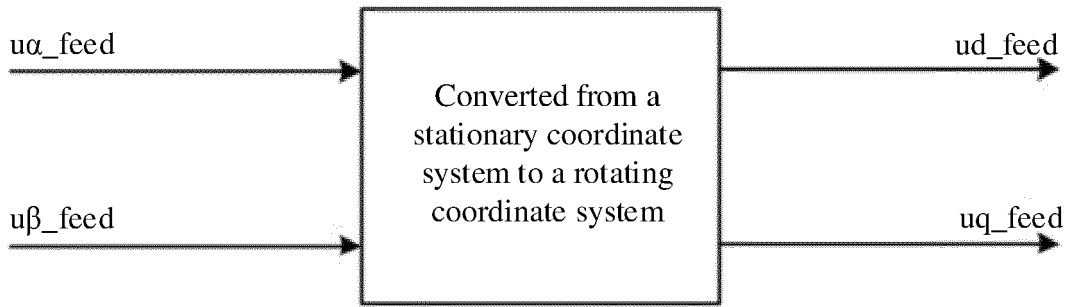 uα_feed
ud_feed
Converted from a
stationary coordinate
system to a rotating
coordinate system
uβ_feed
uq_feed